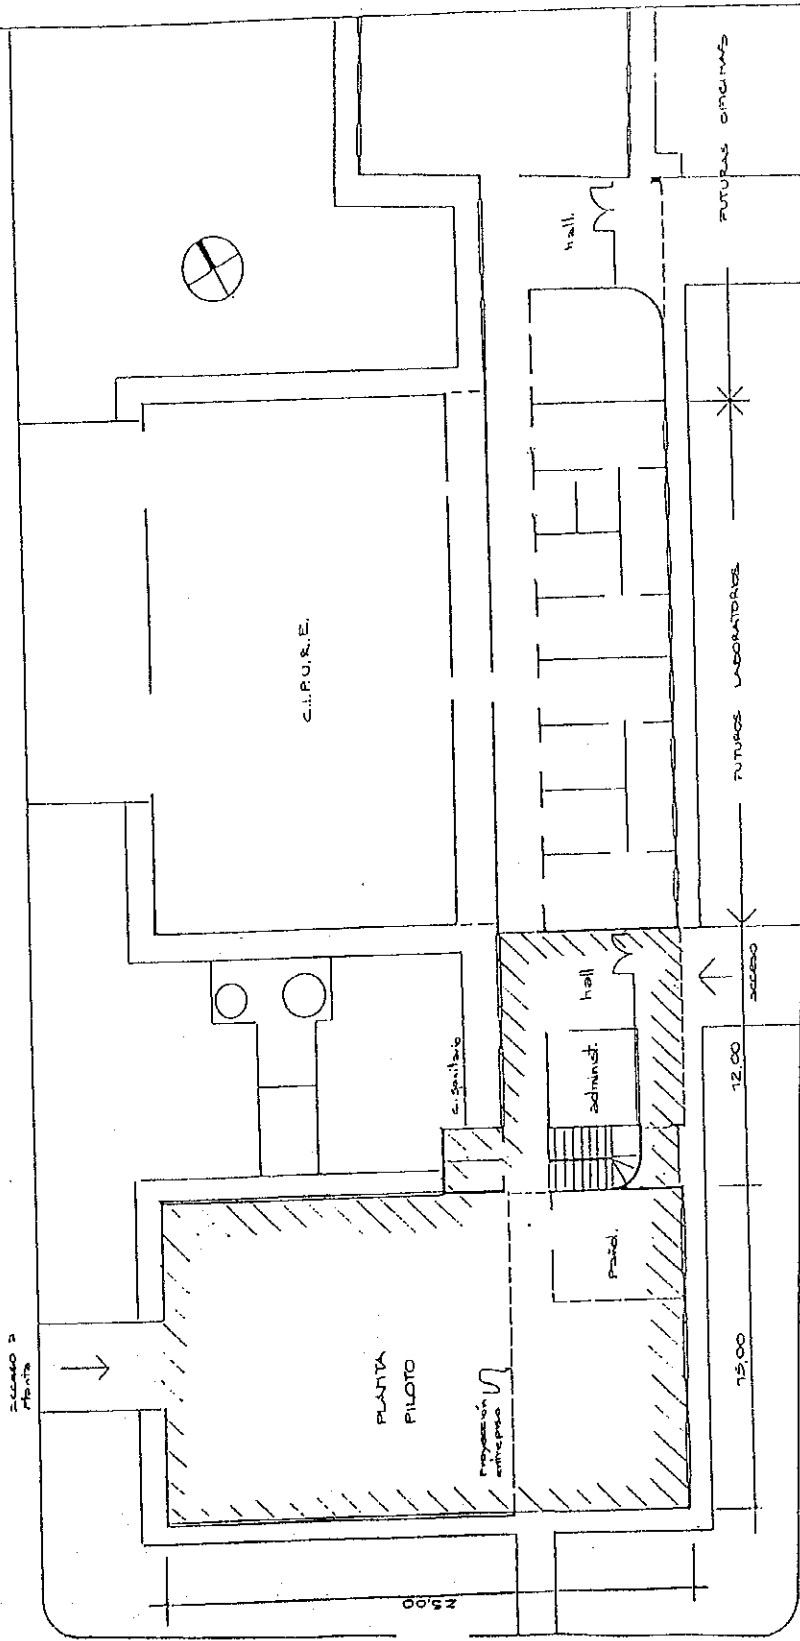 FUTURAS OFICINAS
hall.
C.I.P.U.R.E.
FUTUROS LABORATORIOS
hall
acceso
administ.
c. sanitario
12.00
pañol.
PLANTA
PILOTO
Proyección
entrepiso
15,00
acceso a
Planta
25,00